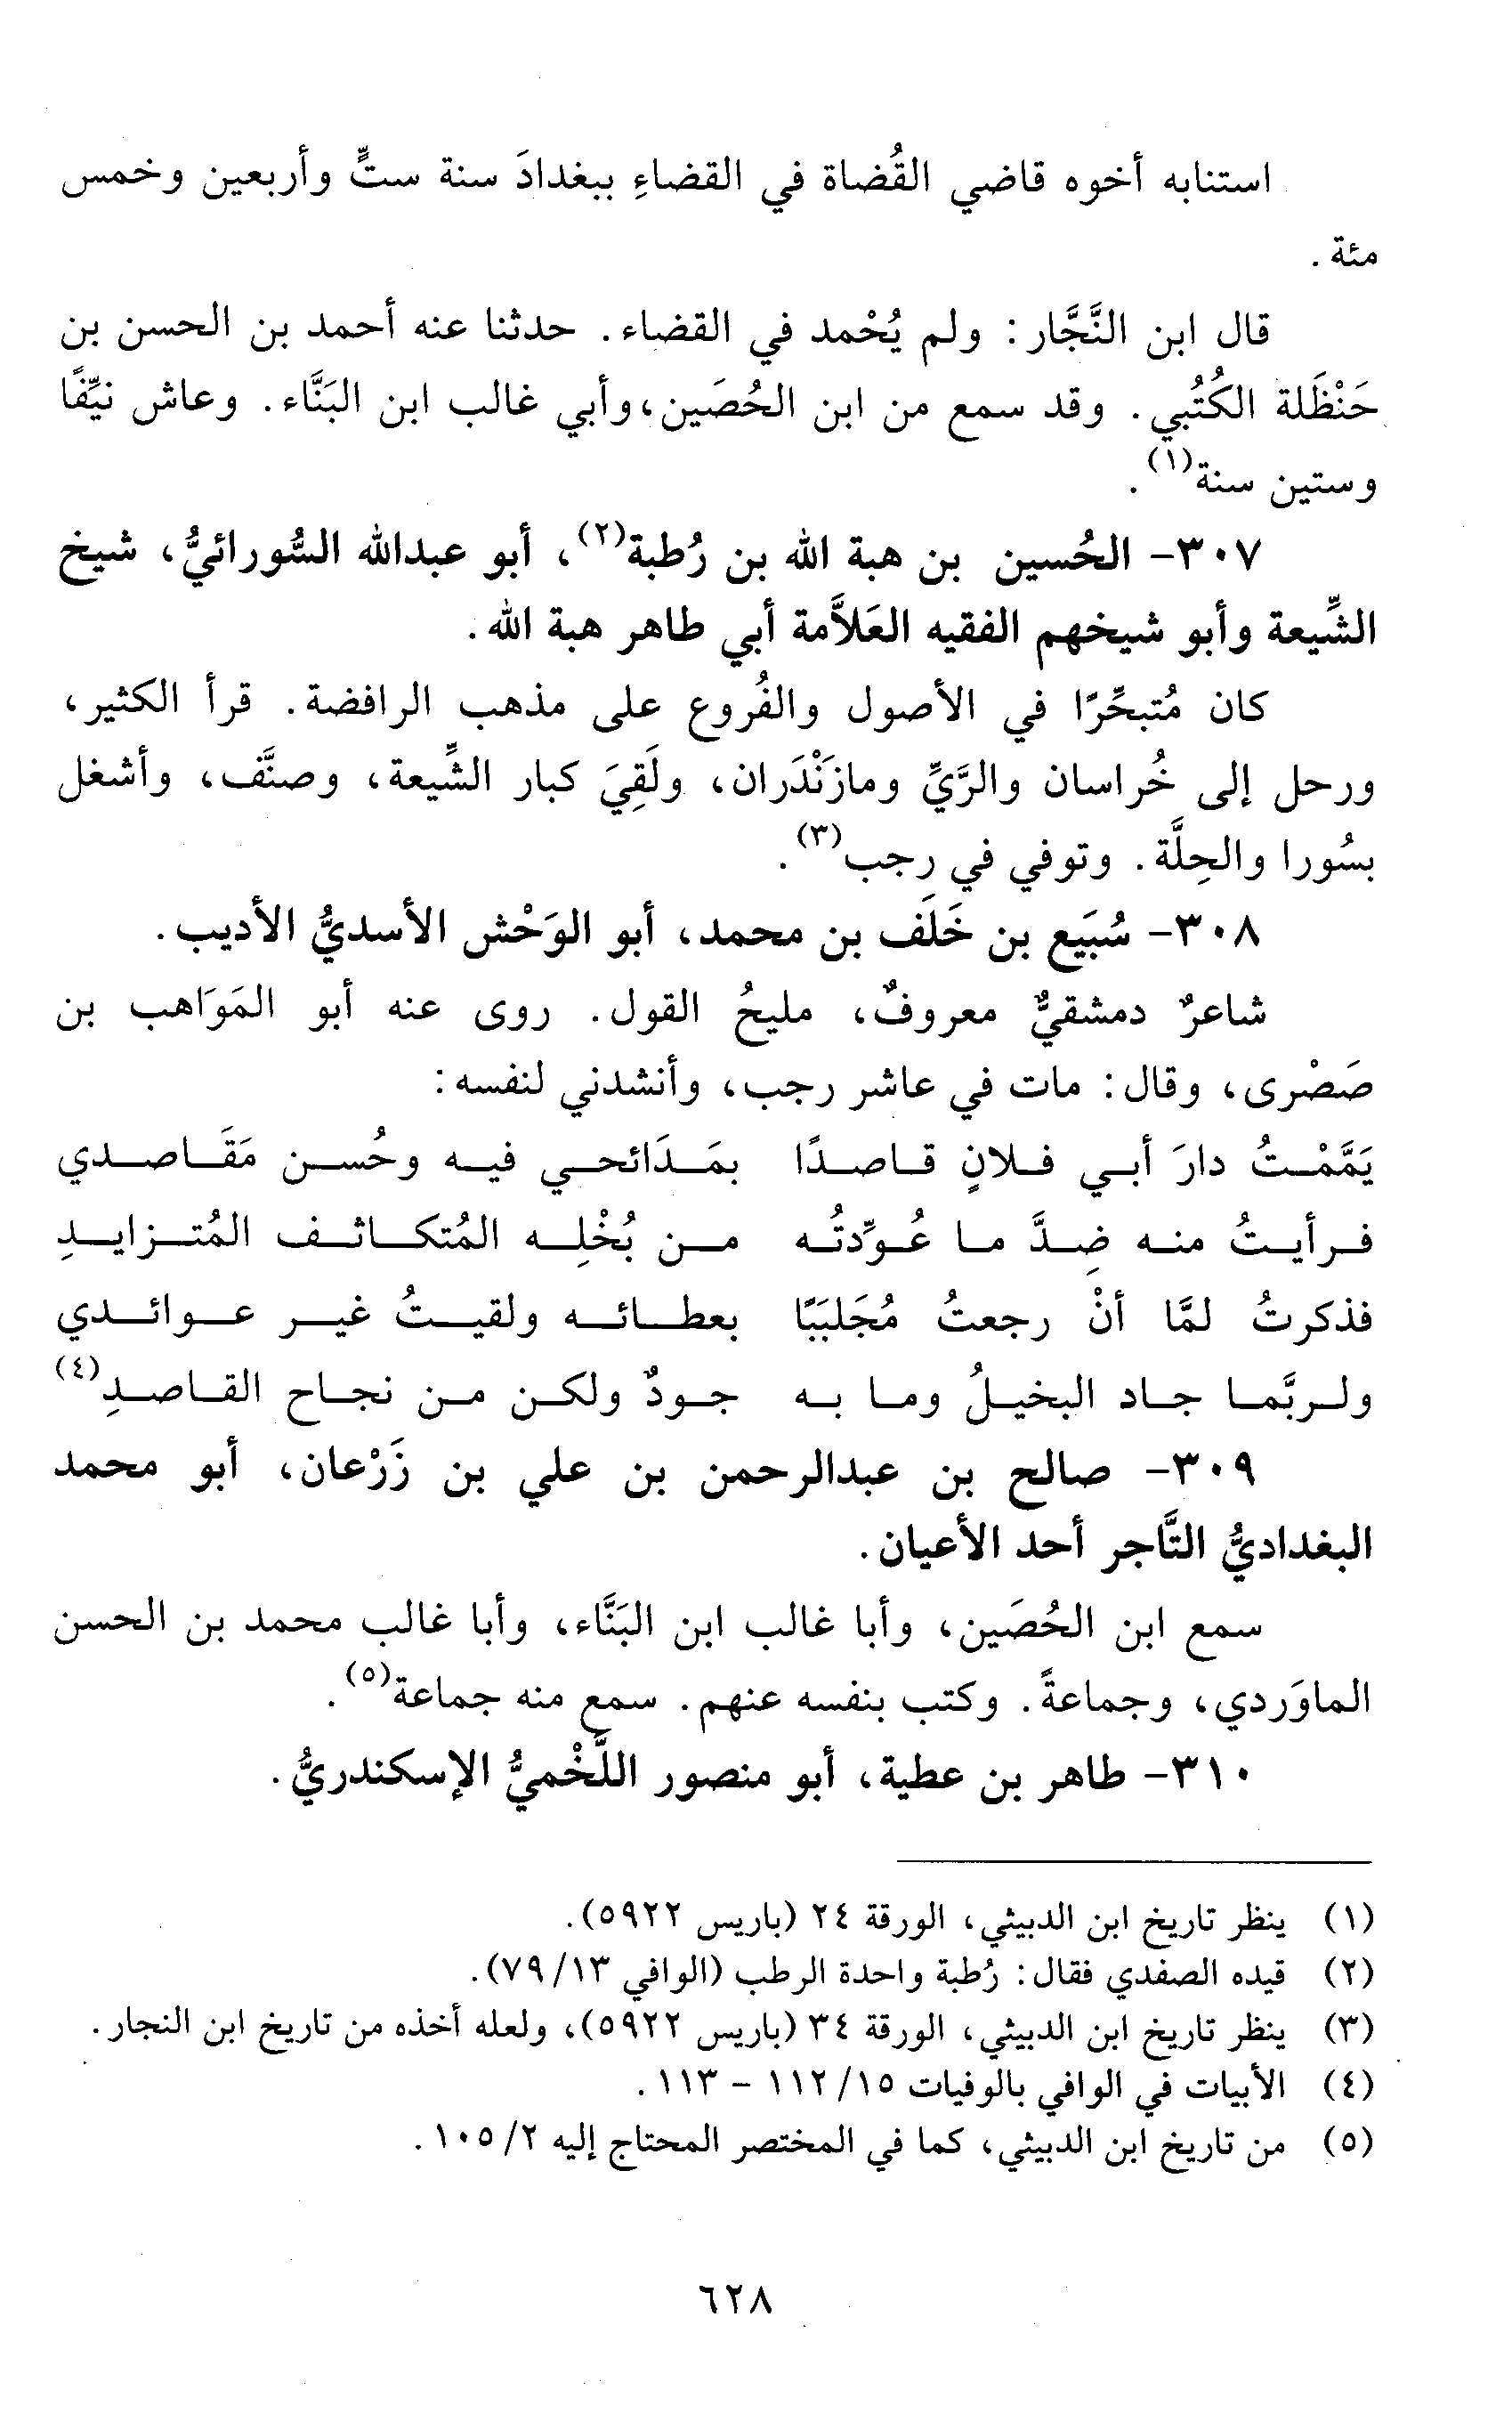 استنابه أخوه قاضي القُضاة في القضاءِ ببغدادَ سنة ستٍّ وأربعين وخمس
مئة .
قال ابن النَّجَّار : ولم يُحْمد في القضاء . حدثنا عنه أحمد بن الحسن بن
حَنْظَلة الكُتُبي . وقد سمع من ابن الحُصَين ،وأبي غالب ابن البَنَّاء . وعاش نيِّفًا
وستين سنة(١) .
٣٠٧- الحُسين بن هبة الله بن رُطبة(٢)، أبو عبدالله السُّورائيُّ، شيخ
الشِّيعة وأبو شيخهم الفقيه العَلاَّمة أبي طاهر هبة الله .
كان مُتبحِّرًا في الأصول والفُروع على مذهب الرافضة . قرأ الكثير،
ورحل إلى خُراسان والرَّيِّ ومازَنْدَران، ولَقِيَ كبار الشِّيعة، وصنَّف، وأشغل
بسُورا والحِلَّة . وتوفي في رجب(٣) .
٣٠٨- سُبَيع بن خَلَف بن محمد، أبو الوَحْش الأسديُّ الأديب .
شاعرٌ دمشقيٌّ معروفٌ، مليحُ القول . روى عنه أبو المَوَاهب بن
صَصْرى، وقال : مات في عاشر رجب، وأنشدني لنفسه :
يَمَّمْتُ دارَ أبي فلانٍ قاصدًا بمَدَائحي فيه وحُسن مَقَاصدي
فرأيتُ منه ضِدَّ ما عُوِّدتُه من بُخْلِه المُتكاثف المُتزايدِ
فذكرتُ لمَّا أنْ رجعتُ مُجَلبَبًا بعطائه ولقيتُ غير عوائدي
ولربَّما جاد البخيلُ وما به جودٌ ولكن من نجاح القاصدِ(٤)
٣٠٩- صالح بن عبدالرحمن بن علي بن زَرْعان، أبو محمد
البغداديُّ التَّاجر أحد الأعيان .
سمع ابن الحُصَين، وأبا غالب ابن البَنَّاء، وأبا غالب محمد بن الحسن
الماوَردي، وجماعةً . وكتب بنفسه عنهم . سمع منه جماعة(٥) .
٣١٠- طاهر بن عطية، أبو منصور اللَّخْميُّ الإسكندريُّ .
(١) ينظر تاريخ ابن الدبيثي، الورقة ٢٤ (باريس ٥٩٢٢).
(٢) قيده الصفدي فقال : رُطبة واحدة الرطب (الوافي ١٣/ ٧٩).
(٣) ينظر تاريخ ابن الدبيثي، الورقة ٣٤ (باريس ٥٩٢٢)، ولعله أخذه من تاريخ ابن النجار .
(٤) الأبيات في الوافي بالوفيات ١٥/ ١١٢ - ١١٣ .
(٥) من تاريخ ابن الدبيثي، كما في المختصر المحتاج إليه ٢/ ١٠٥ .
٦٢٨